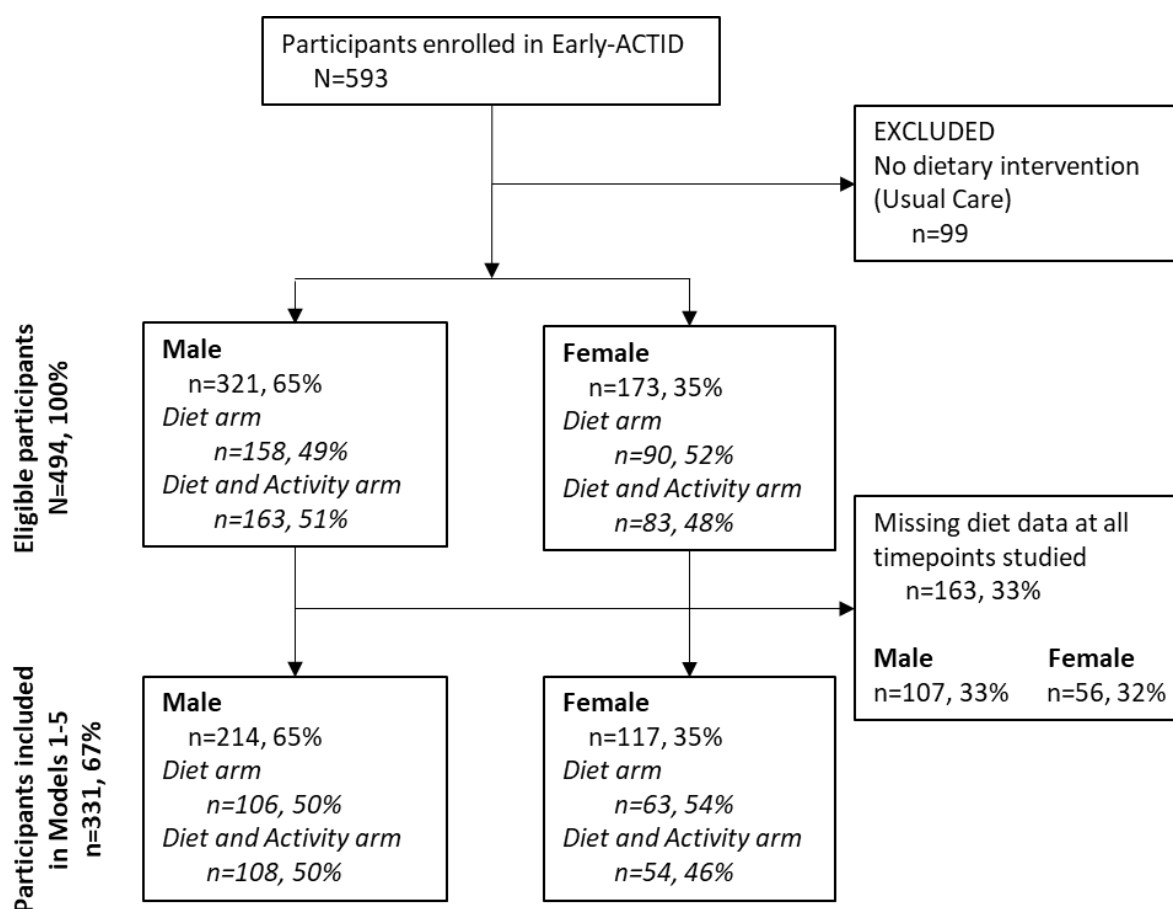 Participants enrolled in Early-ACTID
N=593
EXCLUDED
No dietary intervention
(Usual Care)
n=99
Eligible participants
N=494, 100%
Male
n=321, 65%
Diet arm
n=158, 49%
Diet and Activity arm
n=163, 51%
Female
n=173, 35%
Diet arm
n=90, 52%
Diet and Activity arm
n=83, 48%
Missing diet data at all
timepoints studied
n=163, 33%
Male Female
n=107, 33% n=56, 32%
Participants included
in Models 1-5
n=331, 67%
Male
n=214, 65%
Diet arm
n=106, 50%
Diet and Activity arm
n=108, 50%
Female
n=117, 35%
Diet arm
n=63, 54%
Diet and Activity arm
n=54, 46%